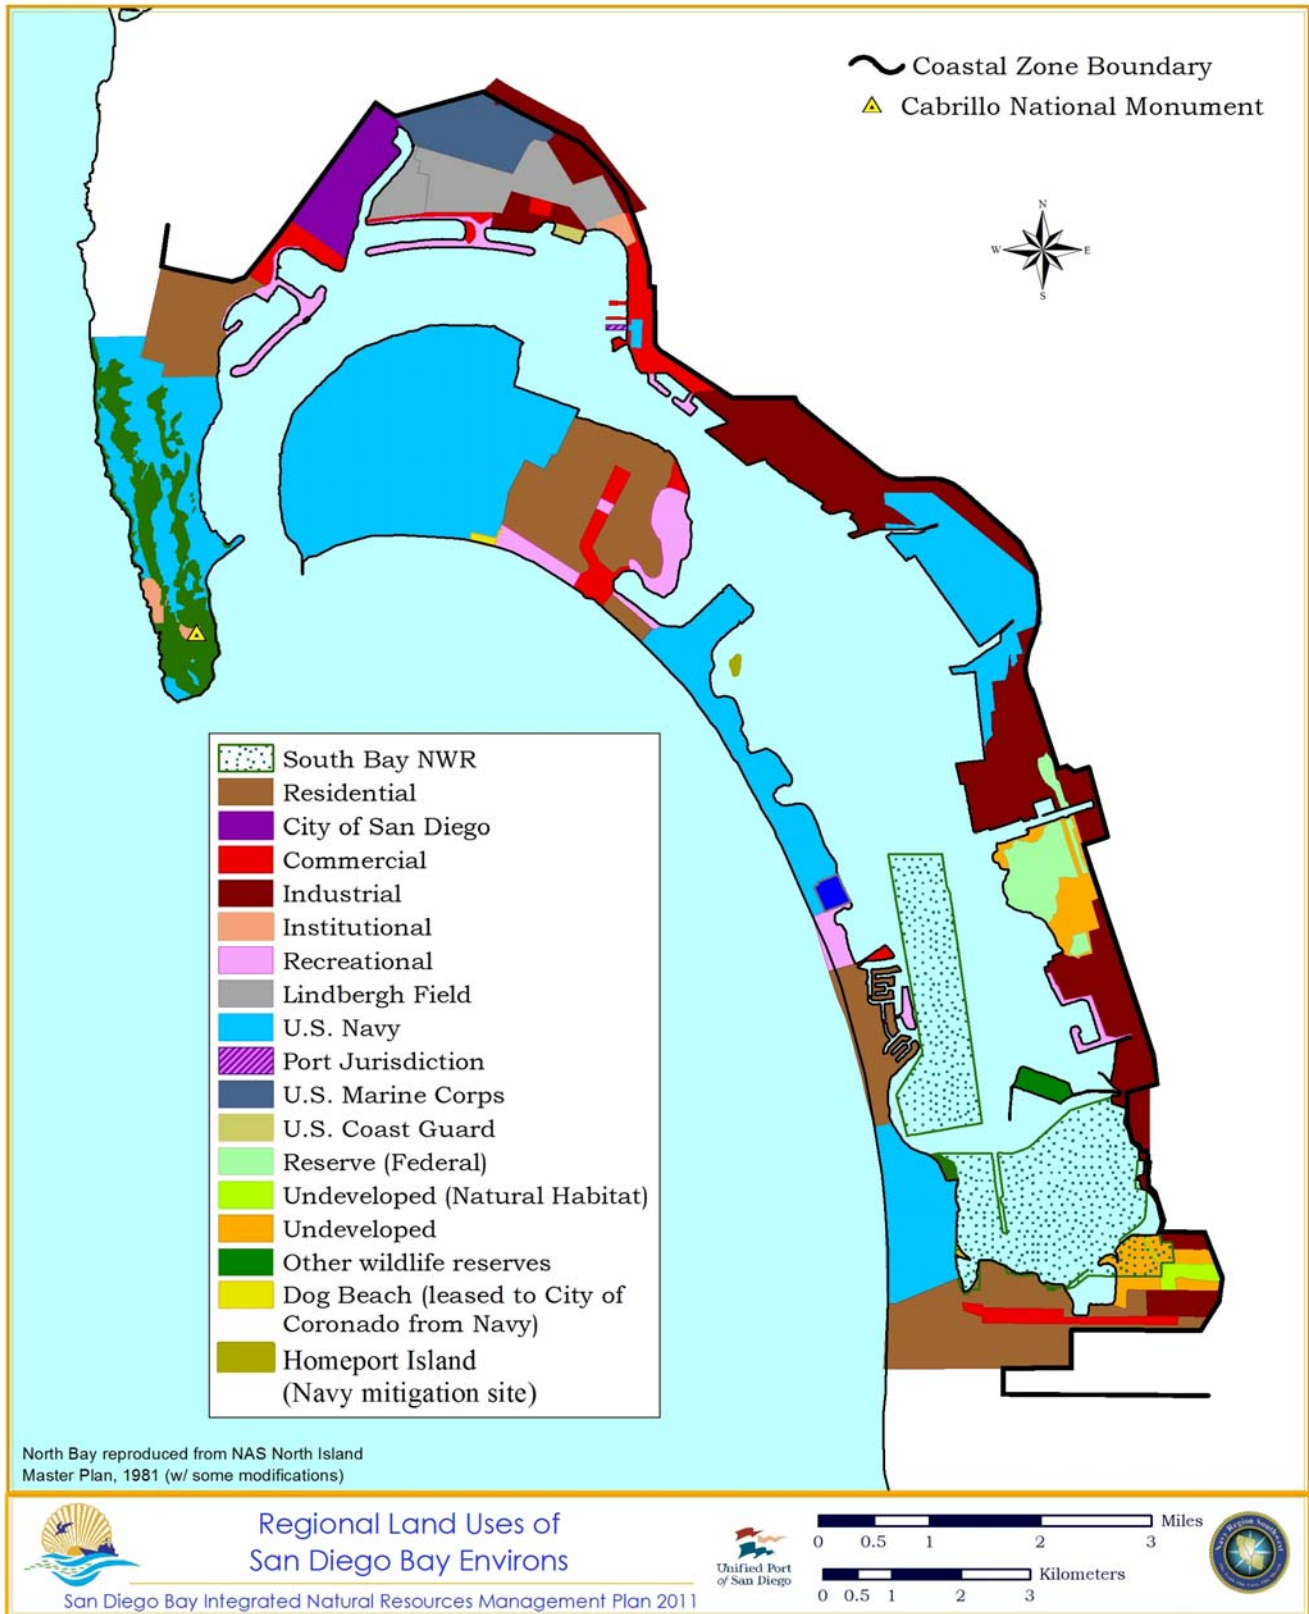 Coastal Zone Boundary
Cabrillo National Monument
N
W
E
S
South Bay NWR
Residential
City of San Diego
Commercial
Industrial
Institutional
Recreational
Lindbergh Field
U.S. Navy
Port Jurisdiction
U.S. Marine Corps
U.S. Coast Guard
Reserve (Federal)
Undeveloped (Natural Habitat)
Undeveloped
Other wildlife reserves
Dog Beach (leased to City of
Coronado from Navy)
Homeport Island
(Navy mitigation site)
North Bay reproduced from NAS North Island
Master Plan, 1981 (w/ some modifications)
Regional Land Uses of
San Diego Bay Environs
San Diego Bay Integrated Natural Resources Management Plan 2011
Unified Port
of San Diego
Miles
0 0.5 1 2 3
Kilometers
0 0.5 1 2 3
Navy Region Southwest